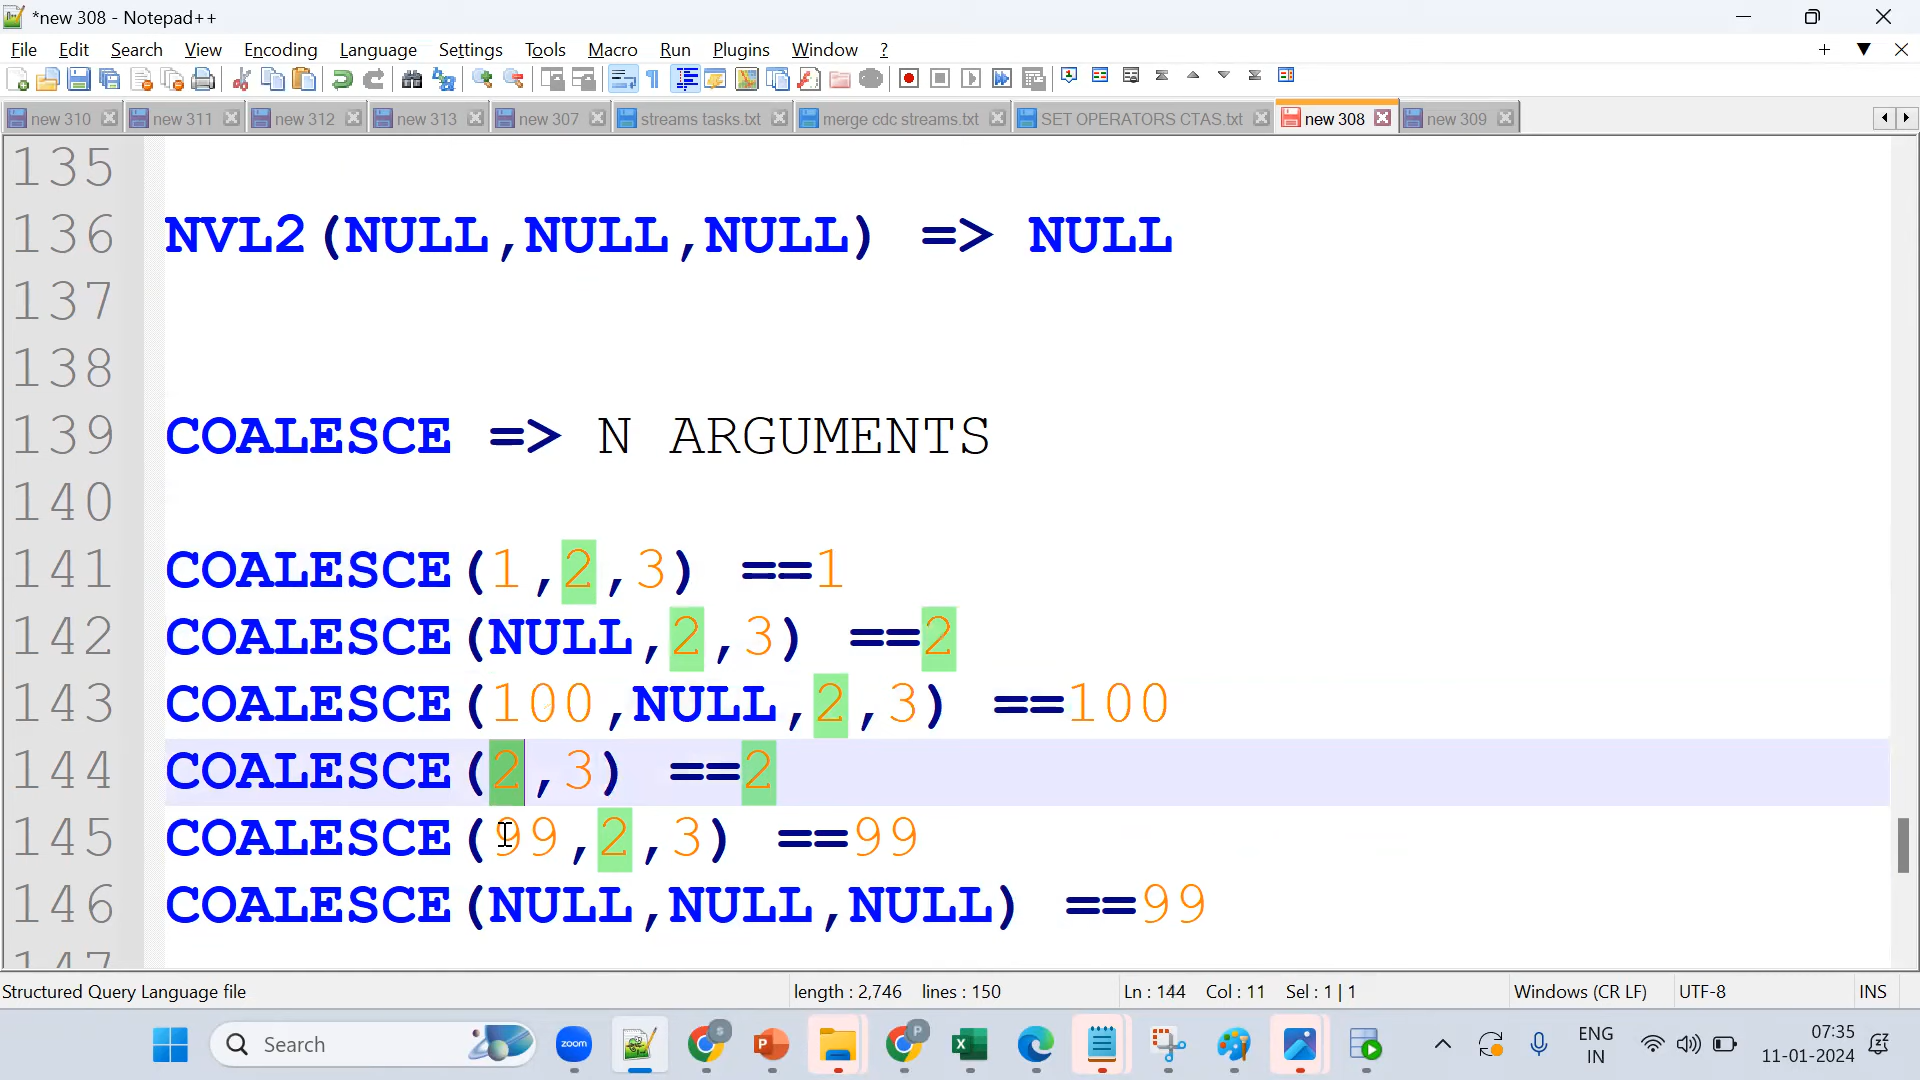 *new 308 - Notepad++
File Edit Search View Encoding Language Settings Tools Macro Run Plugins Window ?
new 310 new 311 new 312 new 313 new 307 streams tasks.txt merge cdc streams.txt SET OPERATORS CTAS.txt new 308 new 309
135
136 NVL2(NULL,NULL,NULL) => NULL
137
138
139 COALESCE => N ARGUMENTS
140
141 COALESCE(1,2,3) ==1
142 COALESCE(NULL,2,3) ==2
143 COALESCE(100,NULL,2,3) ==100
144 COALESCE(2,3) ==2
145 COALESCE(99,2,3) ==99
146 COALESCE(NULL,NULL,NULL) ==99
147
Structured Query Language file length : 2,746 lines : 150 Ln : 144 Col : 11 Sel : 1 | 1 Windows (CR LF) UTF-8 INS
Search zoom ENG 07:35
IN 11-01-2024